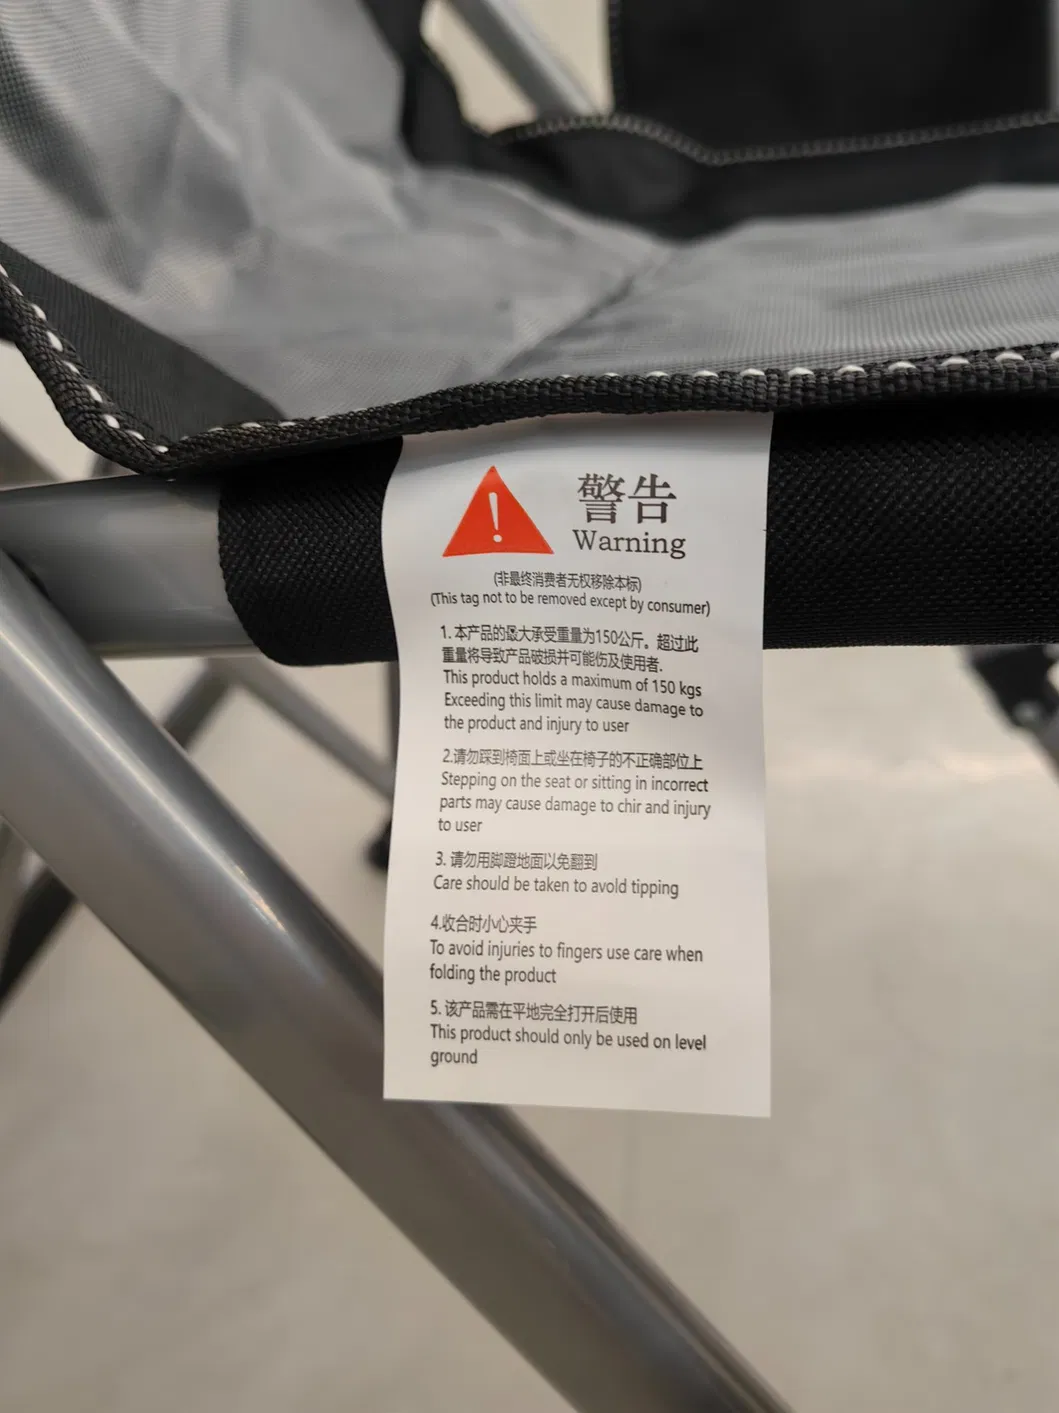 警告
Warning
(非最终消费者无权移除本标)
(This tag not to be removed except by consumer)
1. 本产品的最大承受重量为150公斤。超过此
重量将导致产品破损并可能伤及使用者.
This product holds a maximum of 150 kgs
Exceeding this limit may cause damage to
the product and injury to user
2.请勿踩到椅面上或坐在椅子的不正确部位上
Stepping on the seat or sitting in incorrect
parts may cause damage to chir and injury
to user
3. 请勿用脚蹬地面以免翻到
Care should be taken to avoid tipping
4.收合时小心夹手
To avoid injuries to fingers use care when
folding the product
5. 该产品需在平地完全打开后使用
This product should only be used on level
ground